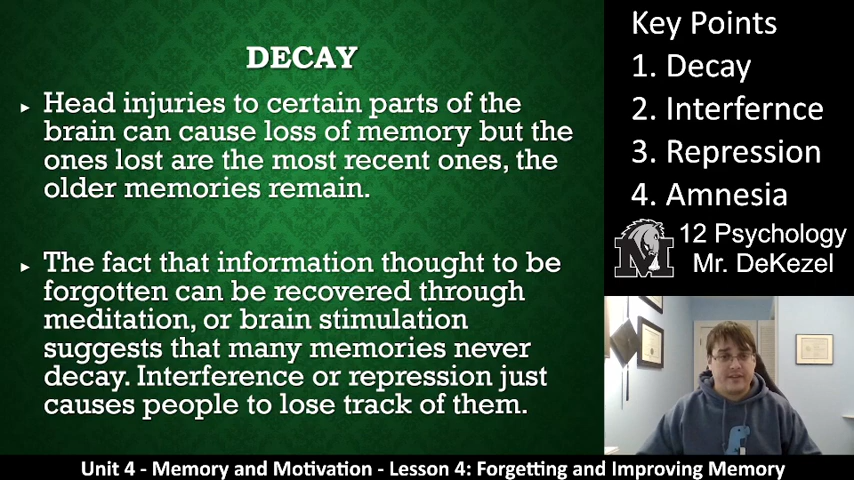 DECAY
Head injuries to certain parts of the
brain can cause loss of memory but the
ones lost are the most recent ones, the
older memories remain.
The fact that information thought to be
forgotten can be recovered through
meditation, or brain stimulation
suggests that many memories never
decay. Interference or repression just
causes people to lose track of them.
Key Points
1. Decay
2. Interfernce
3. Repression
4. Amnesia
M
12 Psychology
Mr. DeKezel
Unit 4 - Memory and Motivation - Lesson 4: Forgetting and Improving Memory